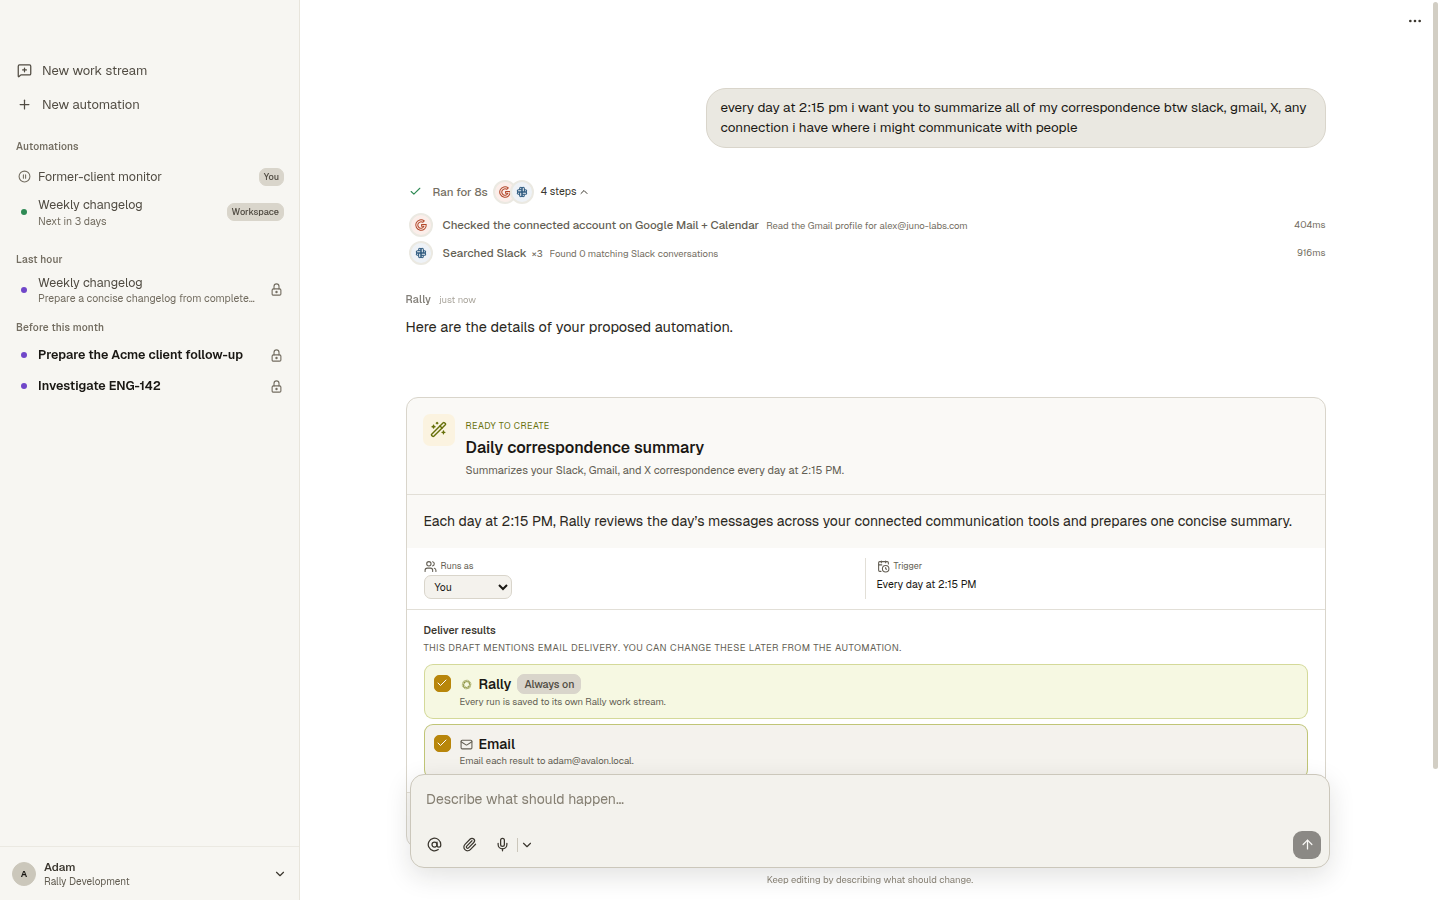 New work stream
New automation
Automations
Former-client monitor
You
Weekly changelog
Next in 3 days
Workspace
Last hour
Weekly changelog
Prepare a concise changelog from complete...
Before this month
Prepare the Acme client follow-up
Investigate ENG-142
A
Adam
Rally Development
every day at 2:15 pm i want you to summarize all of my correspondence btw slack, gmail, X, any
connection i have where i might communicate with people
Ran for 8s
4 steps
Checked the connected account on Google Mail + Calendar Read the Gmail profile for alex@juno-labs.com 404ms
Searched Slack ×3 Found 0 matching Slack conversations 916ms
Rally just now
Here are the details of your proposed automation.
READY TO CREATE
Daily correspondence summary
Summarizes your Slack, Gmail, and X correspondence every day at 2:15 PM.
Each day at 2:15 PM, Rally reviews the day's messages across your connected communication tools and prepares one concise summary.
Runs as
You
Trigger
Every day at 2:15 PM
Deliver results
THIS DRAFT MENTIONS EMAIL DELIVERY. YOU CAN CHANGE THESE LATER FROM THE AUTOMATION.
Rally Always on
Every run is saved to its own Rally work stream.
Email
Email each result to adam@avalon.local.
Describe what should happen...
Keep editing by describing what should change.